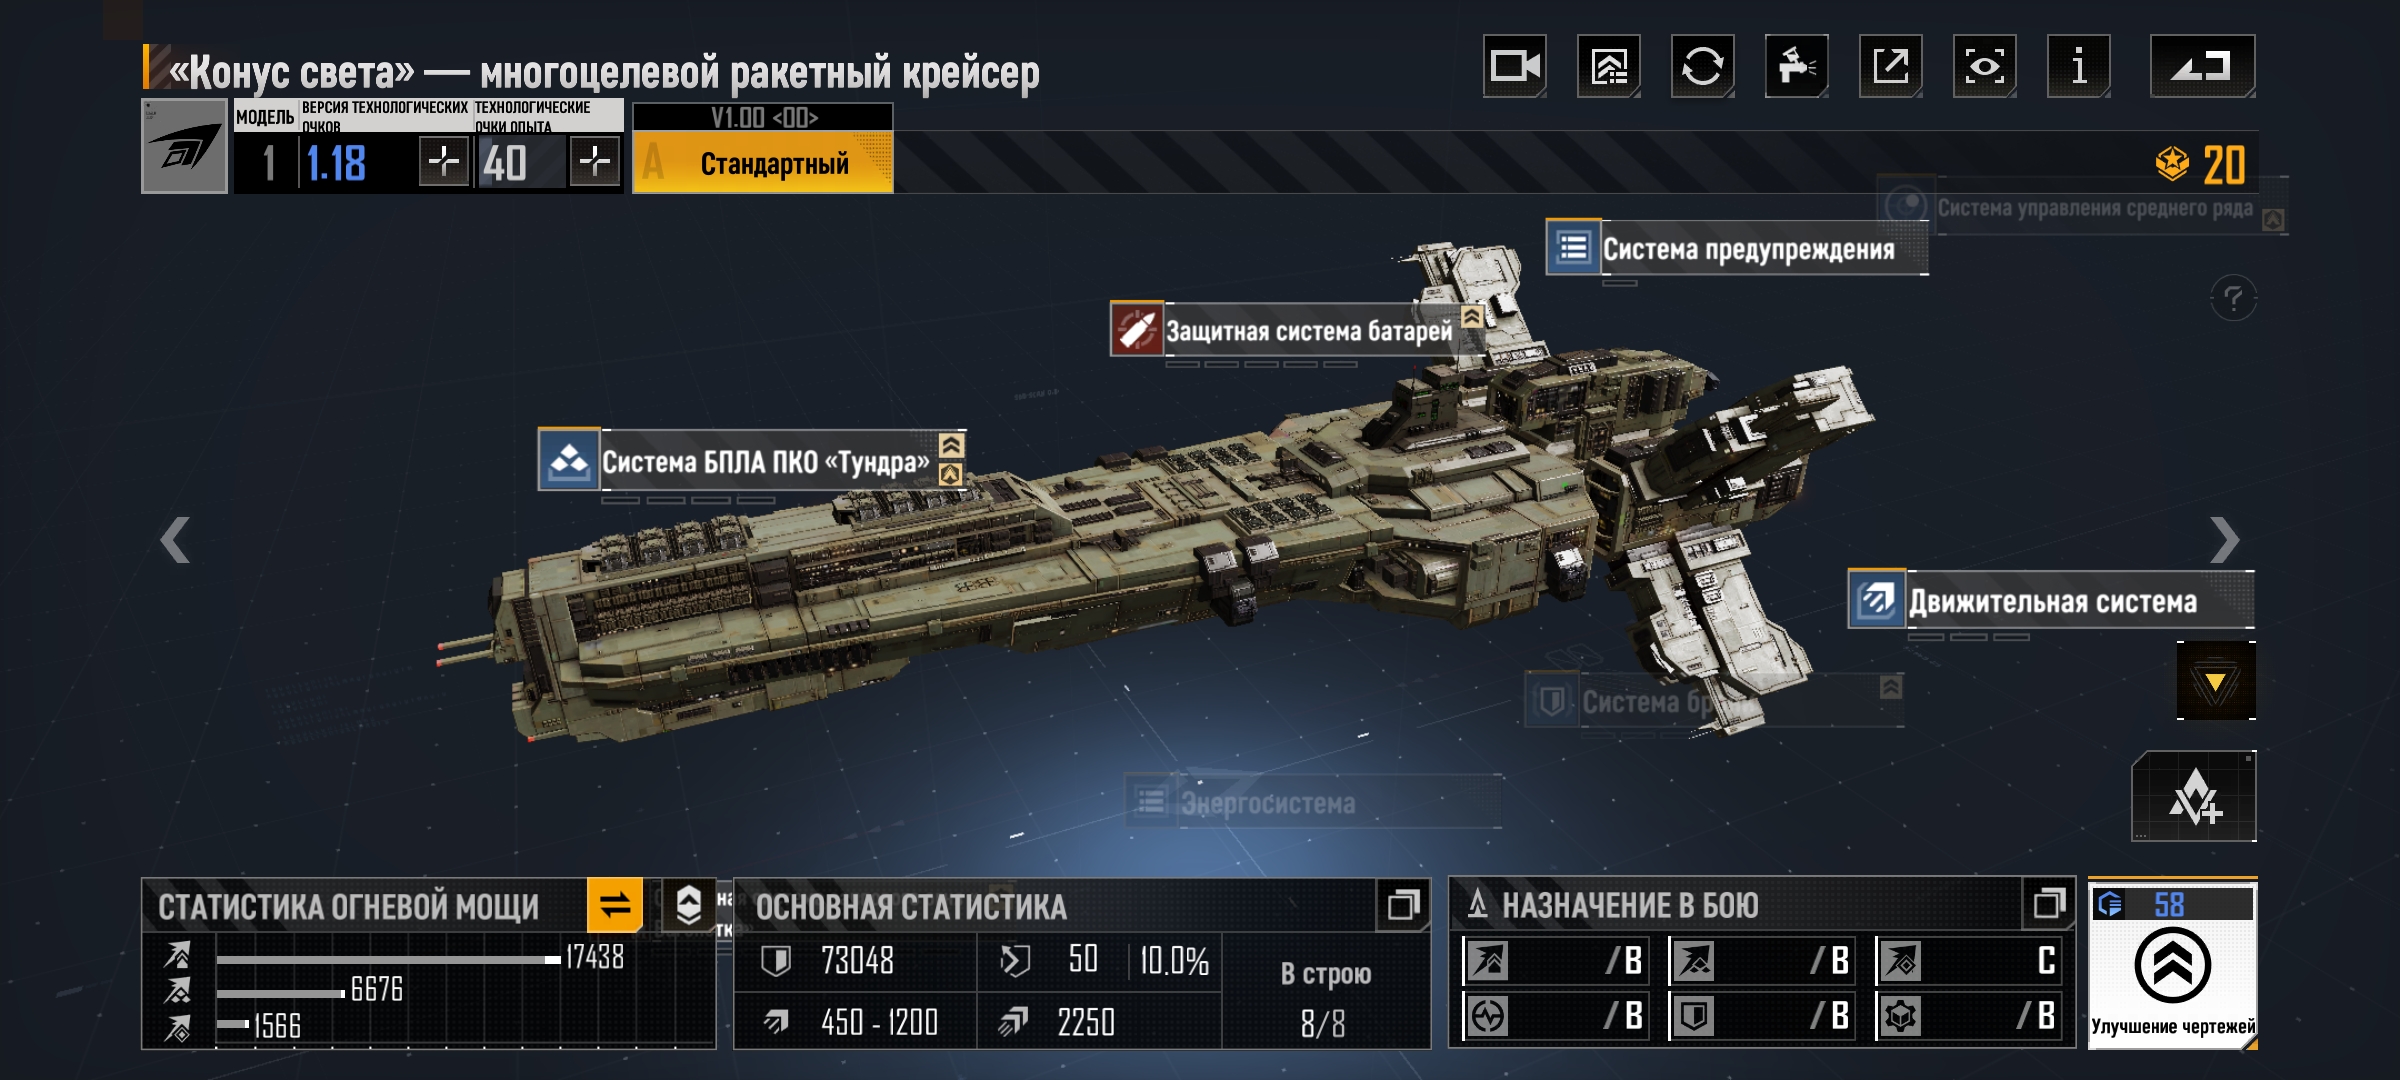 «Конус света» — многоцелевой ракетный крейсер
МОДЕЛЬ
ВЕРСИЯ ТЕХНОЛОГИЧЕСКИХ ОЧКОВ
ТЕХНОЛОГИЧЕСКИЕ ОЧКИ ОПЫТА
1
1.18
40
V1.00 <00>
A
Стандартный
20
Система управления среднего ряда
Система предупреждения
Защитная система батарей
Система БПЛА ПКО «Тундра»
Движительная система
Система
Энергосистема
СТАТИСТИКА ОГНЕВОЙ МОЩИ
17438
6676
1566
ОСНОВНАЯ СТАТИСТИКА
73048
50
10.0%
450 - 1200
2250
В строю
8/8
НАЗНАЧЕНИЕ В БОЮ
/ B
/ B
C
/ B
/ B
/ B
58
Улучшение чертежей